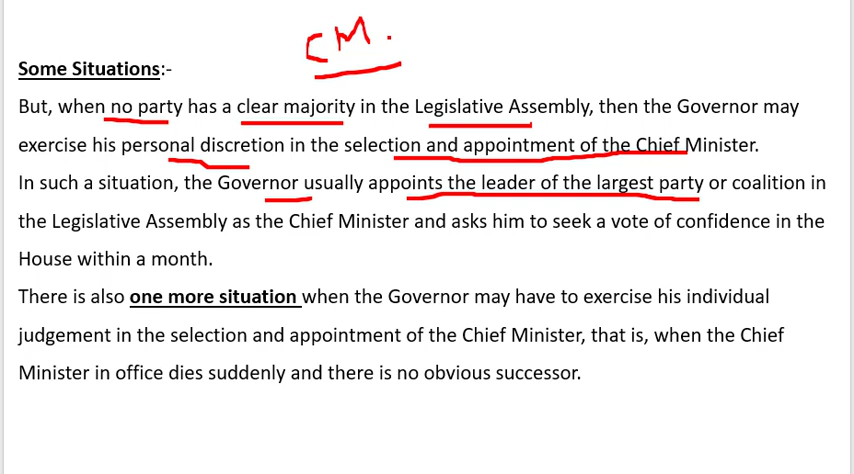 CM.
Some Situations:-
But, when no party has a clear majority in the Legislative Assembly, then the Governor may
exercise his personal discretion in the selection and appointment of the Chief Minister.
In such a situation, the Governor usually appoints the leader of the largest party or coalition in
the Legislative Assembly as the Chief Minister and asks him to seek a vote of confidence in the
House within a month.
There is also one more situation when the Governor may have to exercise his individual
judgement in the selection and appointment of the Chief Minister, that is, when the Chief
Minister in office dies suddenly and there is no obvious successor.